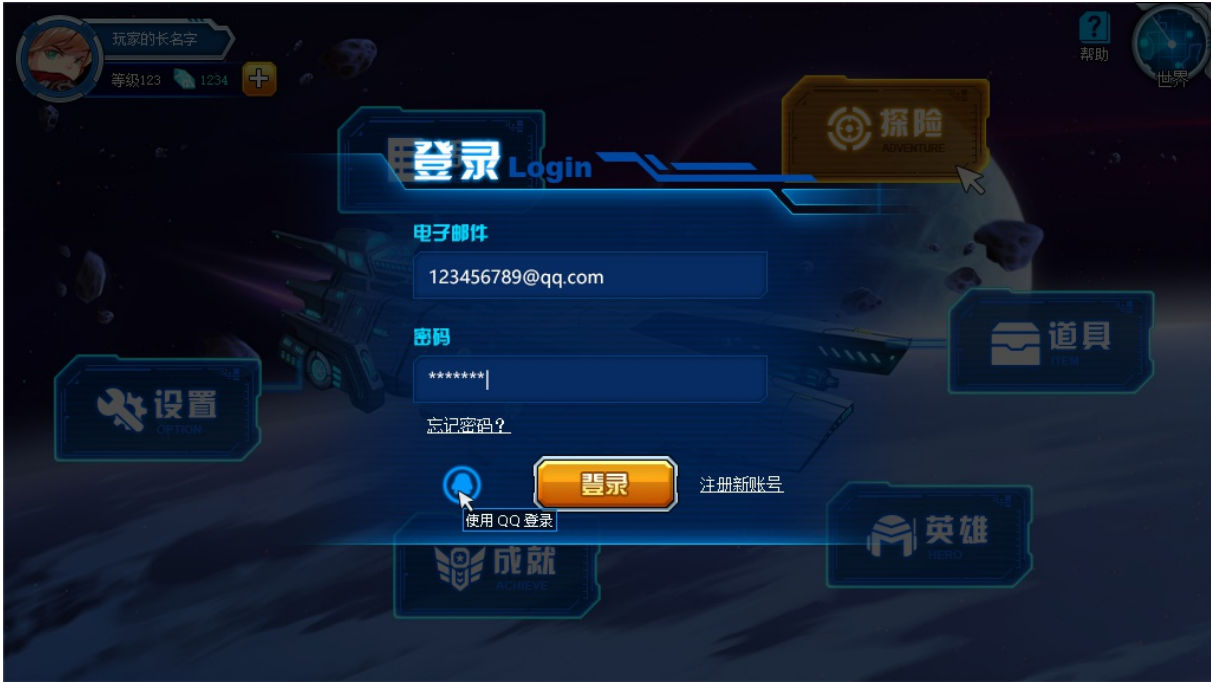 玩家的长名字
等级123 1234
?
帮助
世界
探险
ADVENTURE
登录 Login
电子邮件
123456789@qq.com
密码
*******
忘记密码？
登录
注册新账号
使用 QQ 登录
道具
ITEM
设置
OPTION
英雄
HERO
成就
ACHIEVE